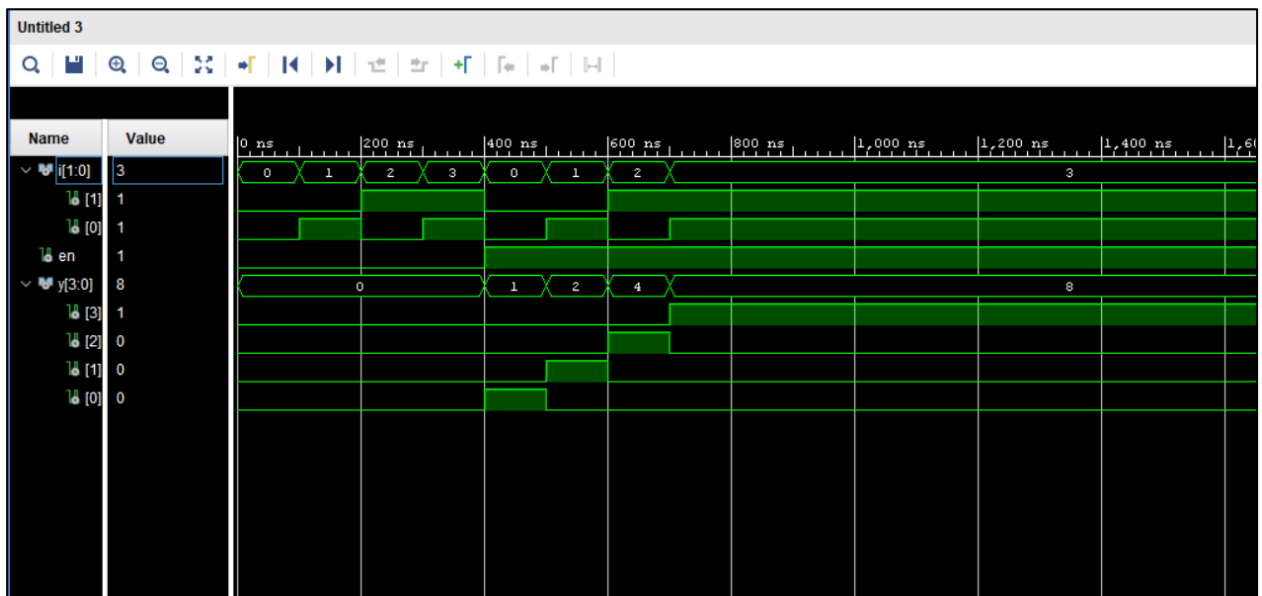 Untitled 3
Name Value
0 ns 200 ns 400 ns 600 ns 800 ns 1,000 ns 1,200 ns 1,400 ns 1,6
i[1:0] 3 0 1 2 3 0 1 2 3
[1] 1
[0] 1
en 1
y[3:0] 8 0 1 2 4 8
[3] 1
[2] 0
[1] 0
[0] 0